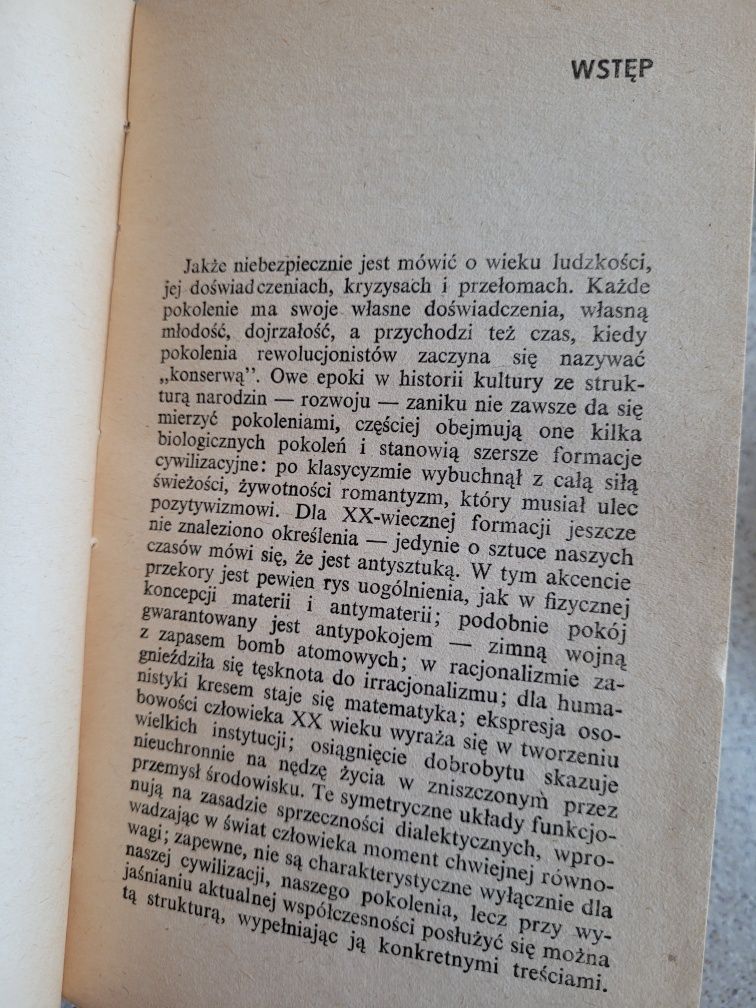 WSTĘP
Jakże niebezpiecznie jest mówić o wieku ludzkości,
jej doświadczeniach, kryzysach i przełomach. Każde
pokolenie ma swoje własne doświadczenia, własną
młodość, dojrzałość, a przychodzi też czas, kiedy
pokolenia rewolucjonistów zaczyna się nazywać
„konserwą”. Owe epoki w historii kultury ze struk-
turą narodzin — rozwoju — zaniku nie zawsze da się
mierzyć pokoleniami, częściej obejmują one kilka
biologicznych pokoleń i stanowią szersze formacje
cywilizacyjne: po klasycyzmie wybuchnął z całą siłą
świeżości, żywotności romantyzm, który musiał ulec
pozytywizmowi. Dla XX-wiecznej formacji jeszcze
nie znaleziono określenia — jedynie o sztuce naszych
czasów mówi się, że jest antysztuką. W tym akcencie
przekory jest pewien rys uogólnienia, jak w fizycznej
koncepcji materii i antymaterii; podobnie pokój
gwarantowany jest antypokojem — zimną wojną
z zapasem bomb atomowych; w racjonalizmie za-
gnieździła się tęsknota do irracjonalizmu; dla huma-
nistyki kresem staje się matematyka; ekspresja oso-
bowości człowieka XX wieku wyraża się w tworzeniu
wielkich instytucji; osiągnięcie dobrobytu skazuje
nieuchronnie na nędzę życia w zniszczonym przez
przemysł środowisku. Te symetryczne układy funkcjo-
nują na zasadzie sprzeczności dialektycznych, wpro-
wadzając w świat człowieka moment chwiejnej równo-
wagi; zapewne, nie są charakterystyczne wyłącznie dla
naszej cywilizacji, naszego pokolenia, lecz przy wy-
jaśnianiu aktualnej współczesności posłużyć się można
tą strukturą, wypełniając ją konkretnymi treściami.